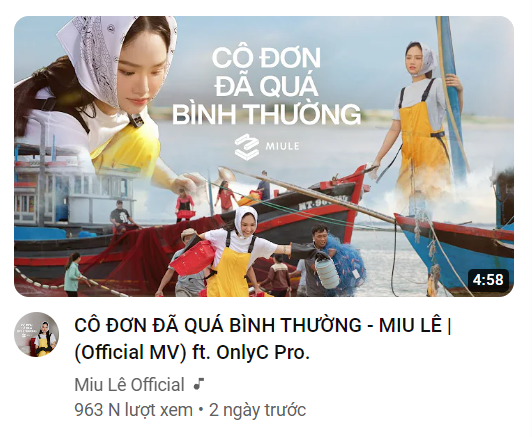 CÔ ĐƠN
ĐÃ QUÁ
BÌNH THƯỜNG
MIULE
4:58
CÔ ĐƠN ĐÃ QUÁ BÌNH THƯỜNG - MIU LÊ |
(Official MV) ft. OnlyC Pro.
Miu Lê Official
963 N lượt xem • 2 ngày trước